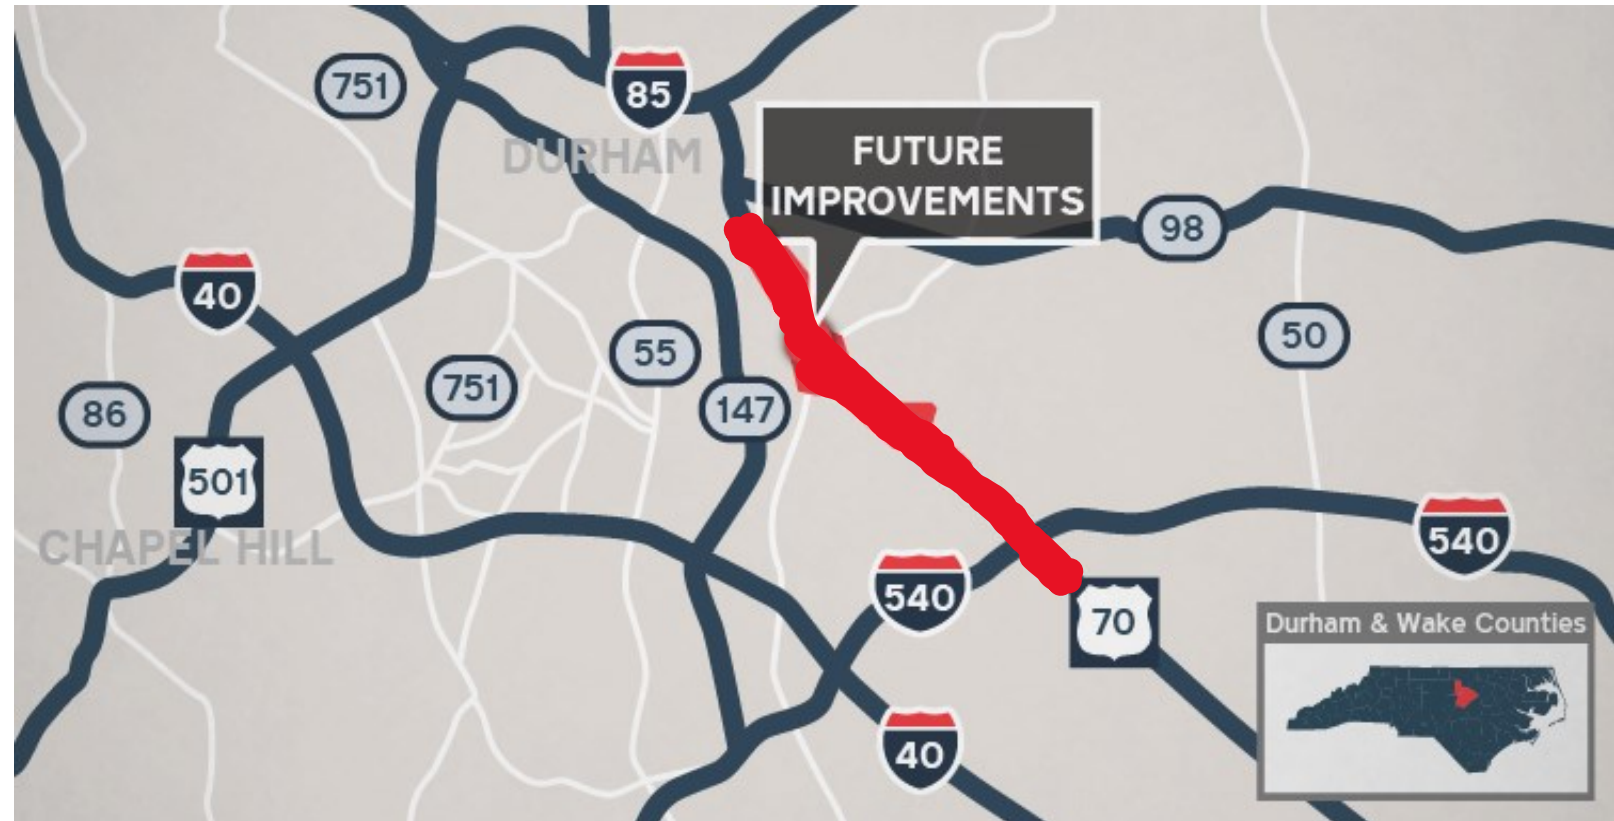 751
85
DURHAM
FUTURE
IMPROVEMENTS
98
40
50
55
751
147
86
501
CHAPEL HILL
540
540
70
Durham & Wake Counties
40